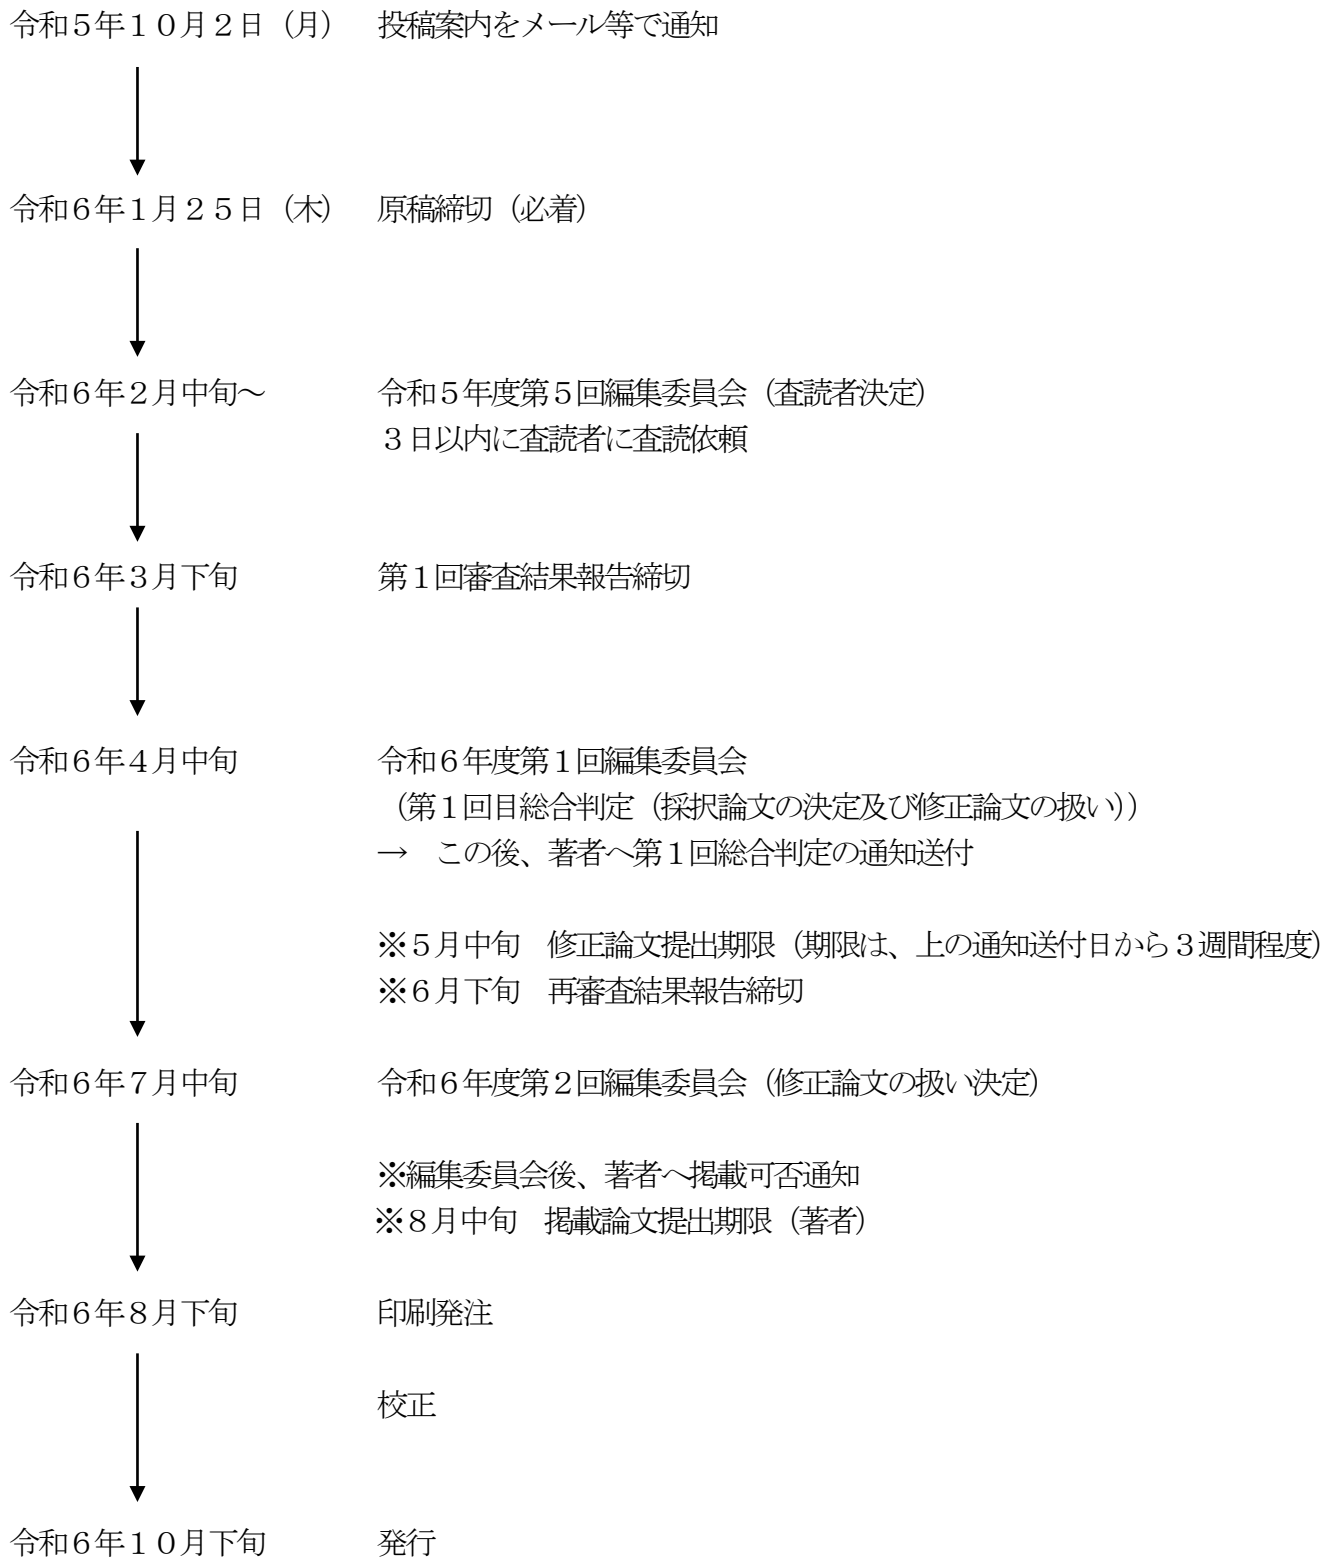 令和５年１０月２日（月）　投稿案内をメール等で通知
令和６年１月２５日（木）　原稿締切（必着）
令和６年２月中旬～　令和５年度第５回編集委員会（査読者決定）
３日以内に査読者に査読依頼
令和６年３月下旬　第１回審査結果報告締切
令和６年４月中旬　令和６年度第１回編集委員会
（第１回目総合判定（採択論文の決定及び修正論文の扱い））
→　この後、著者へ第１回総合判定の通知送付
※５月中旬　修正論文提出期限（期限は、上の通知送付日から３週間程度）
※６月下旬　再審査結果報告締切
令和６年７月中旬　令和６年度第２回編集委員会（修正論文の扱い決定）
※編集委員会後、著者へ掲載可否通知
※８月中旬　掲載論文提出期限（著者）
令和６年８月下旬　印刷発注
校正
令和６年１０月下旬　発行